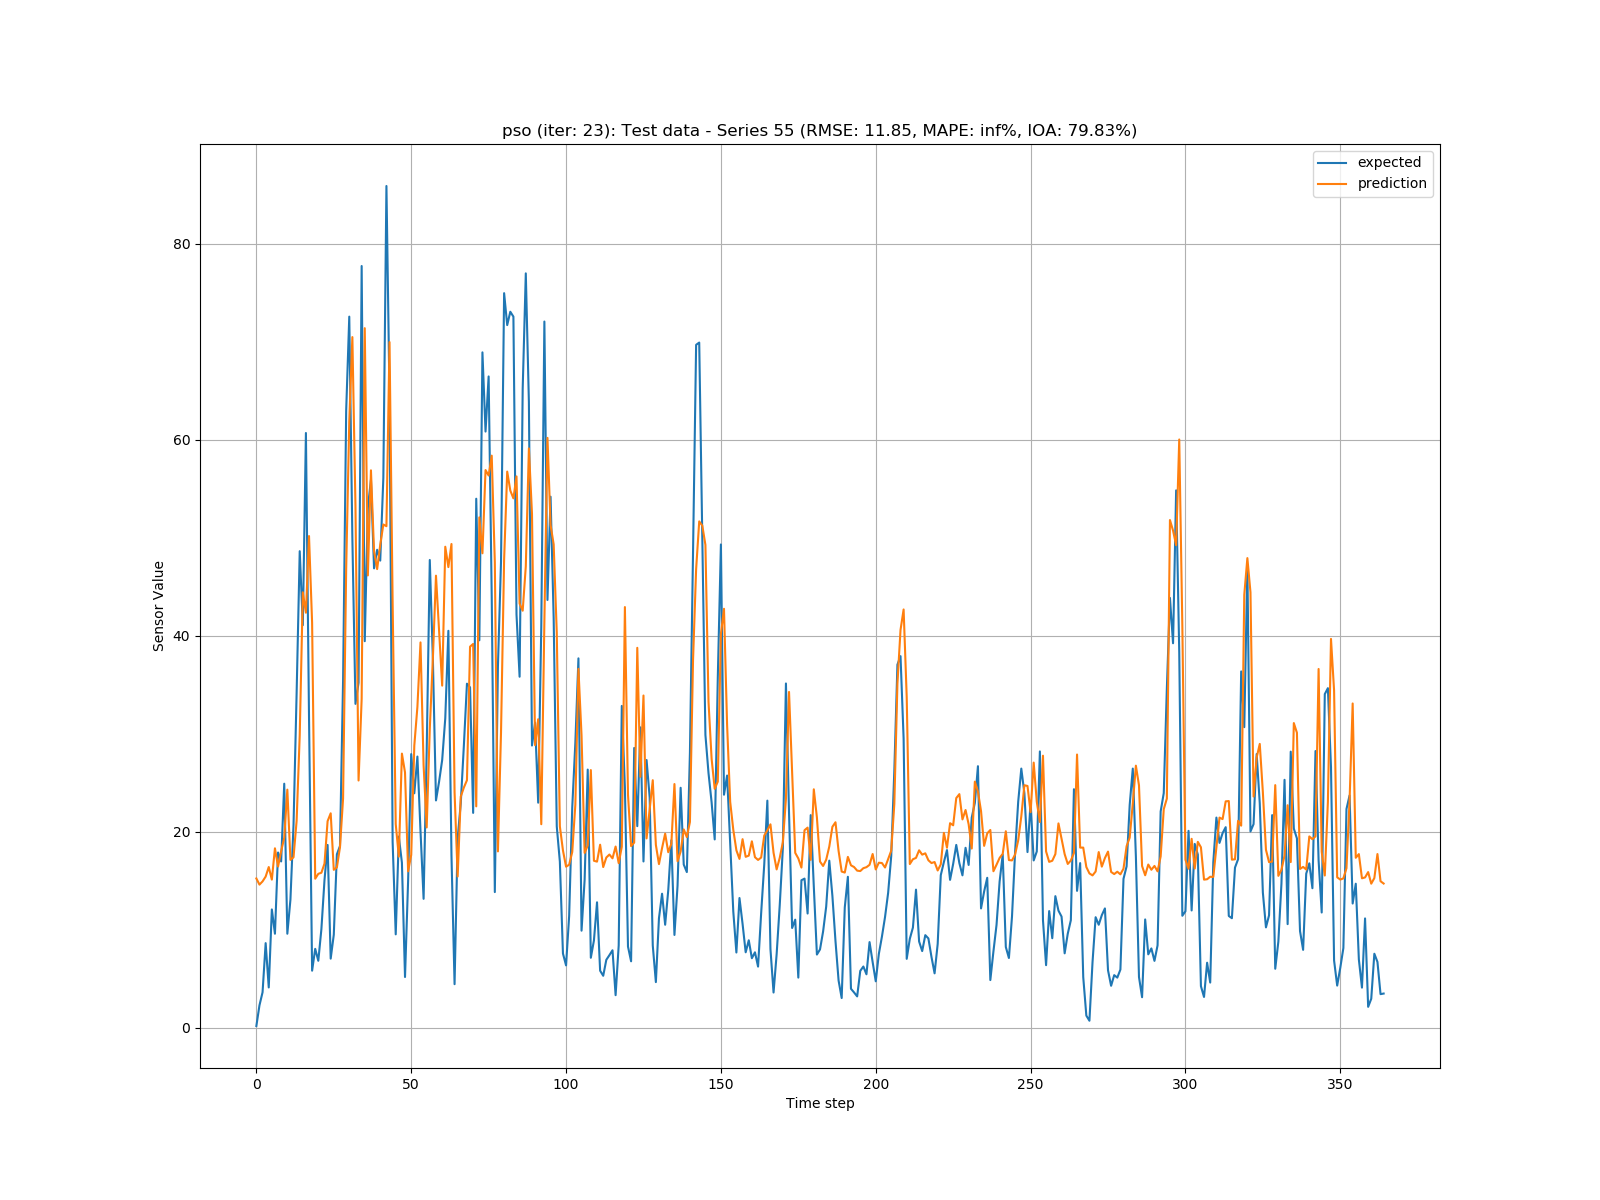 pso (iter: 23): Test data - Series 55 (RMSE: 11.85, MAPE: inf%, IOA: 79.83%)
expected
prediction
80
60
40
20
0
Sensor Value
0 50 100 150 200 250 300 350
Time step